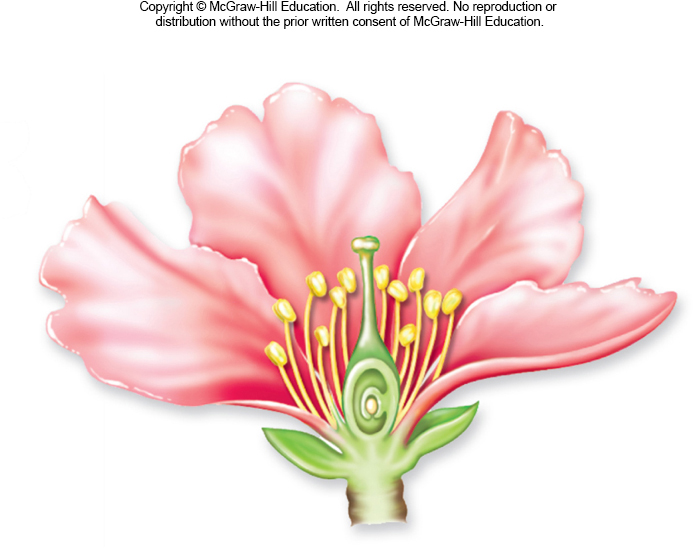 Copyright © McGraw-Hill Education.  All rights reserved. No reproduction or
distribution without the prior written consent of McGraw-Hill Education.